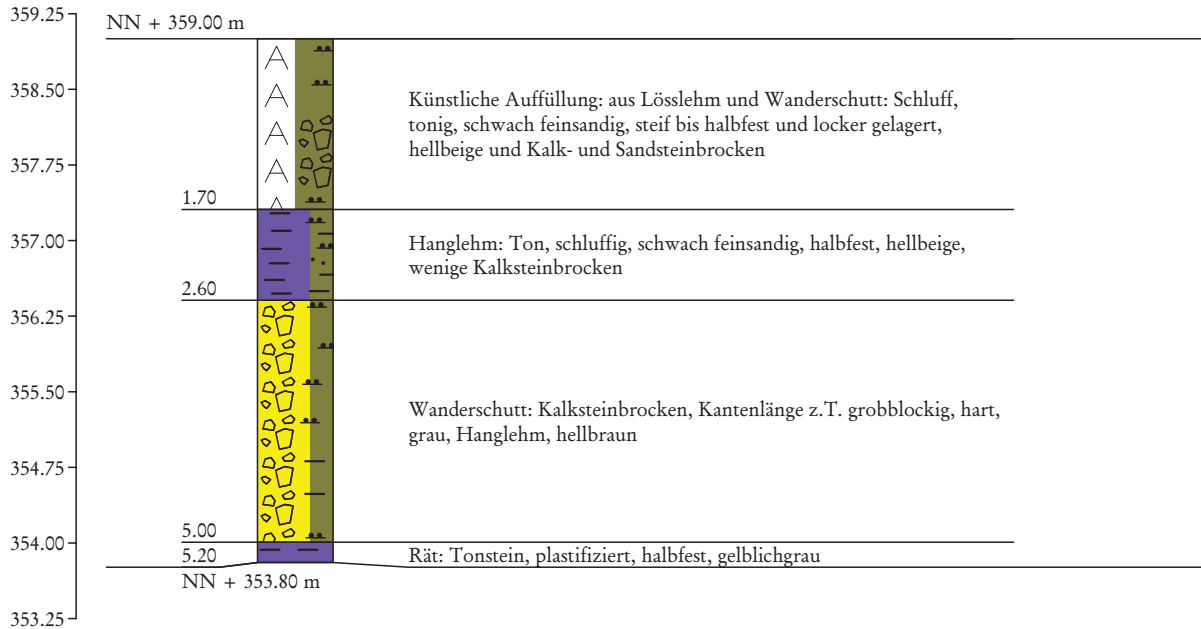 359.25
NN + 359.00 m
358.50
Künstliche Auffüllung: aus Lösslehm und Wanderschutt: Schluff,
tonig, schwach feinsandig, steif bis halbfest und locker gelagert,
hellbeige und Kalk- und Sandsteinbrocken
357.75
1.70
357.00
Hanglehm: Ton, schluffig, schwach feinsandig, halbfest, hellbeige,
wenige Kalksteinbrocken
2.60
356.25
355.50
Wanderschutt: Kalksteinbrocken, Kantenlänge z.T. grobblockig, hart,
grau, Hanglehm, hellbraun
354.75
5.00
354.00
5.20
Rät: Tonstein, plastifiziert, halbfest, gelblichgrau
NN + 353.80 m
353.25